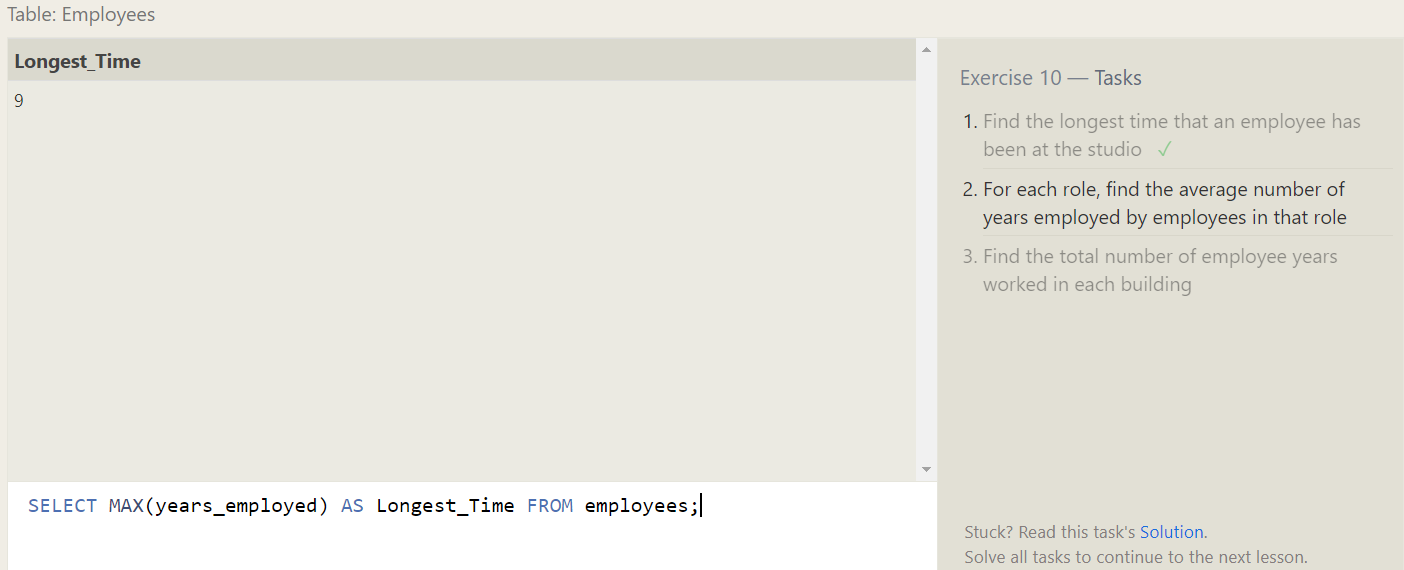 Table: Employees
Longest_Time
9
SELECT MAX(years_employed) AS Longest_Time FROM employees;
Exercise 10 — Tasks
1. Find the longest time that an employee has
been at the studio ✓
2. For each role, find the average number of
years employed by employees in that role
3. Find the total number of employee years
worked in each building
Stuck? Read this task's Solution.
Solve all tasks to continue to the next lesson.